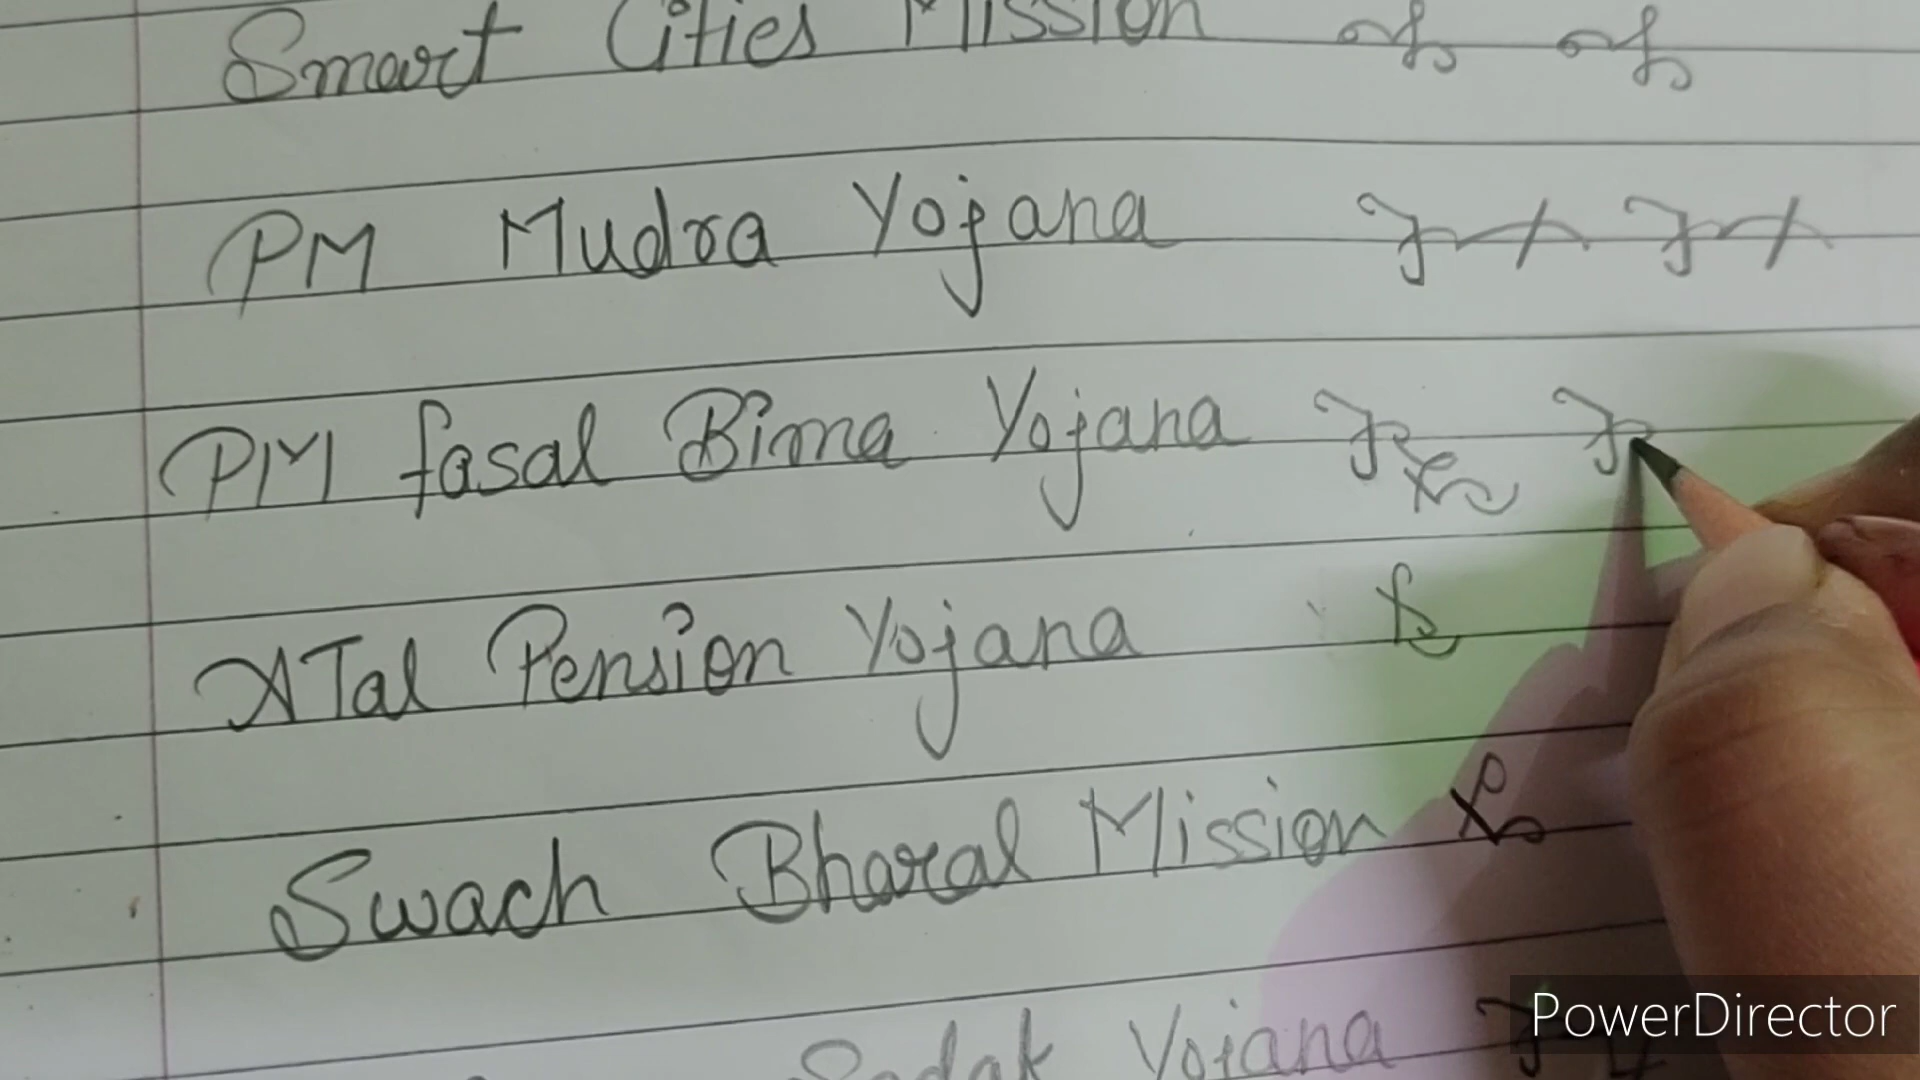 Smart Cities Mission
PM Mudra Yojana
PM fasal Bima Yojana
ATal Pension Yojana
Swach Bharat Mission
Sadak Yojana
PowerDirector